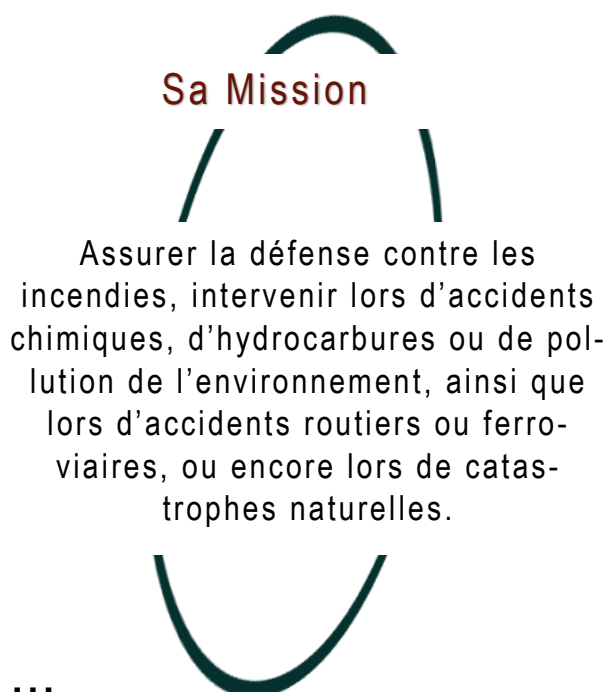 Sa Mission
Assurer la défense contre les
incendies, intervenir lors d’accidents
chimiques, d’hydrocarbures ou de pol-
lution de l’environnement, ainsi que
lors d’accidents routiers ou ferro-
viaires, ou encore lors de catas-
trophes naturelles.
...